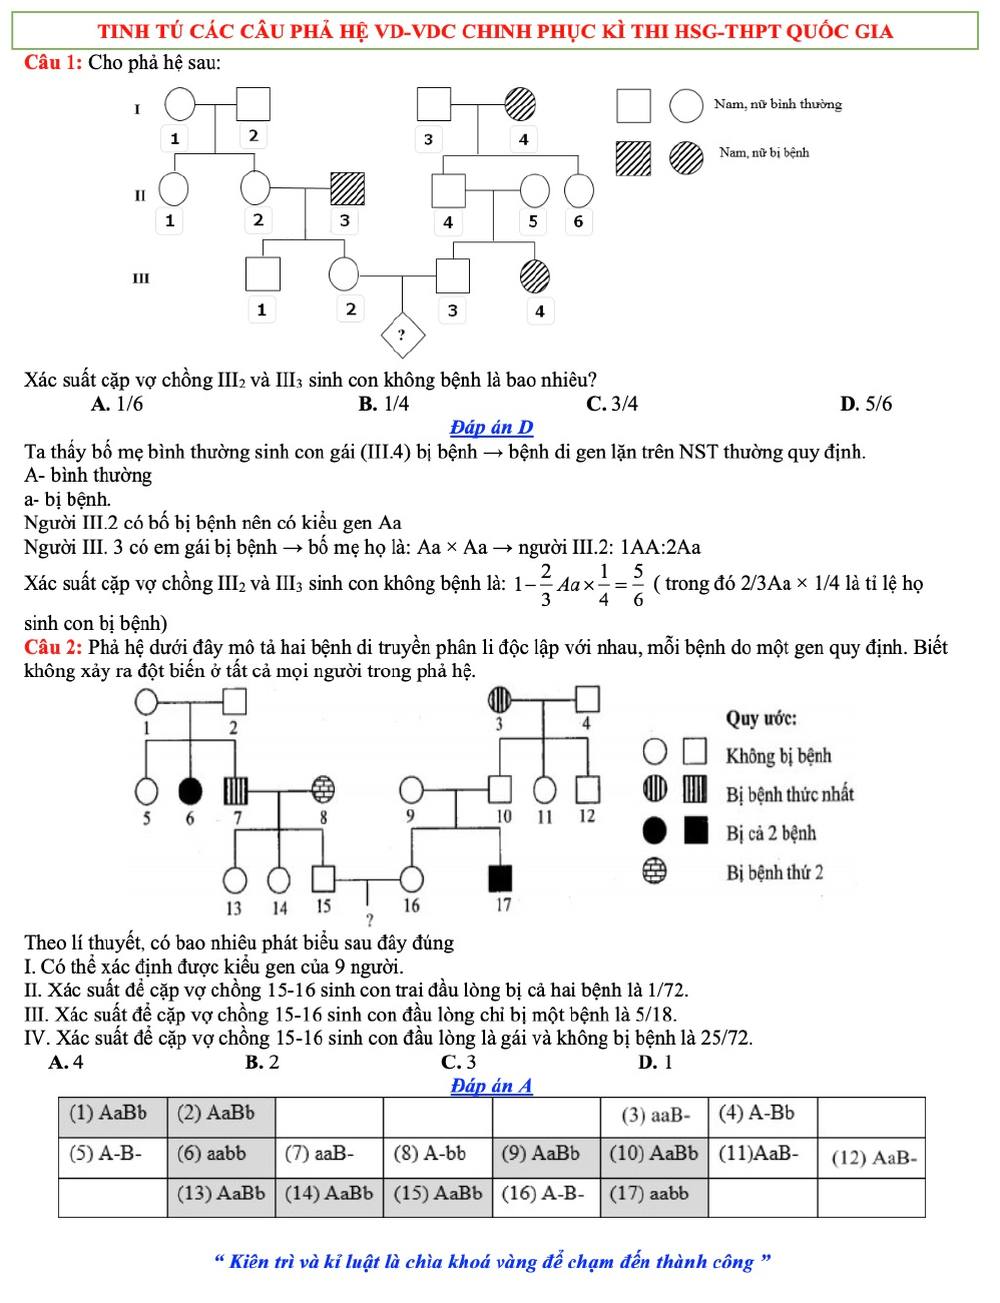 TINH TÚ CÁC CÂU PHẢ HỆ VD-VDC CHINH PHỤC KÌ THI HSG-THPT QUỐC GIA
Câu 1: Cho phả hệ sau:
I
1
2
3
4
Nam, nữ bình thường
Nam, nữ bị bệnh
II
1
2
3
4
5
6
III
1
2
3
4
?
Xác suất cặp vợ chồng III₂ và III₃ sinh con không bệnh là bao nhiêu?
A. 1/6 B. 1/4 C. 3/4 D. 5/6
Đáp án D
Ta thấy bố mẹ bình thường sinh con gái (III.4) bị bệnh → bệnh di gen lặn trên NST thường quy định.
A- bình thường
a- bị bệnh.
Người III.2 có bố bị bệnh nên có kiểu gen Aa
Người III. 3 có em gái bị bệnh → bố mẹ họ là: Aa × Aa → người III.2: 1AA:2Aa
Xác suất cặp vợ chồng III₂ và III₃ sinh con không bệnh là: 1 − 2/3 Aa × 1/4 = 5/6 ( trong đó 2/3Aa × 1/4 là tỉ lệ họ
sinh con bị bệnh)
Câu 2: Phả hệ dưới đây mô tả hai bệnh di truyền phân li độc lập với nhau, mỗi bệnh do một gen quy định. Biết
không xảy ra đột biến ở tất cả mọi người trong phả hệ.
1
2
3
4
Quy ước:
Không bị bệnh
Bị bệnh thứ nhất
Bị cả 2 bệnh
Bị bệnh thứ 2
5
6
7
8
9
10
11
12
13
14
15
?
16
17
Theo lí thuyết, có bao nhiêu phát biểu sau đây đúng
I. Có thể xác định được kiểu gen của 9 người.
II. Xác suất để cặp vợ chồng 15-16 sinh con trai đầu lòng bị cả hai bệnh là 1/72.
III. Xác suất để cặp vợ chồng 15-16 sinh con đầu lòng chỉ bị một bệnh là 5/18.
IV. Xác suất để cặp vợ chồng 15-16 sinh con đầu lòng là gái và không bị bệnh là 25/72.
A. 4 B. 2 C. 3 D. 1
Đáp án A
(1) AaBb (2) AaBb (3) aaB- (4) A-Bb
(5) A-B- (6) aabb (7) aaB- (8) A-bb (9) AaBb (10) AaBb (11)AaB- (12) AaB-
(13) AaBb (14) AaBb (15) AaBb (16) A-B- (17) aabb
“ Kiên trì và kỉ luật là chìa khoá vàng để chạm đến thành công ”